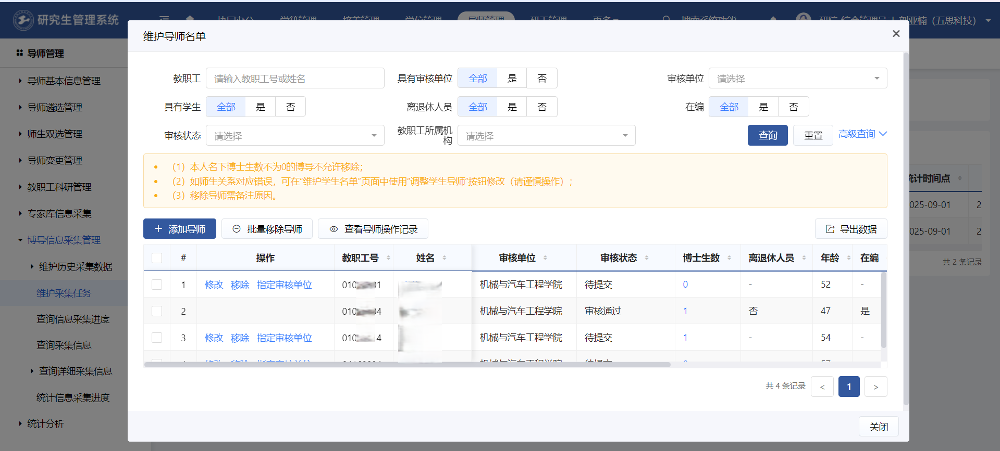 研究生管理系统
协同办公 学籍管理 培养管理 学位管理 导师管理 研工管理 更多 搜索系统功能 研院-综合管理员 | 刘亚楠（五思科技）
维护导师名单
导师管理
导师基本信息管理
导师遴选管理
师生双选管理
导师变更管理
教职工科研管理
专家库信息采集
博导信息采集管理
维护历史采集数据
维护采集任务
查询信息采集进度
查询采集信息
查询详细采集信息
统计信息采集进度
统计分析
教职工 请输入教职工号或姓名 具有审核单位 全部 是 否 审核单位 请选择
具有学生 全部 是 否 离退休人员 全部 是 否 在编 全部 是 否
审核状态 请选择 教职工所属机构 请选择 查询 重置 高级查询
（1）本人名下博士生数不为0的博导不允许移除；
（2）如师生关系对应错误，可在“维护学生名单”页面中使用“调整学生导师”按钮修改（请谨慎操作）；
（3）移除导师需备注原因。
添加导师 批量移除导师 查看导师操作记录 导出数据
# 操作 教职工号 姓名 审核单位 审核状态 博士生数 离退休人员 年龄 在编
1 修改 移除 指定审核单位 010 01 机械与汽车工程学院 待提交 0 - 52 -
2 010 04 机械与汽车工程学院 审核通过 1 否 47 是
3 修改 移除 指定审核单位 010 4 机械与汽车工程学院 待提交 1 - 54 -
共 4 条记录 < 1 >
关闭
统计时间点
025-09-01 2
025-09-01 2
共 2 条记录